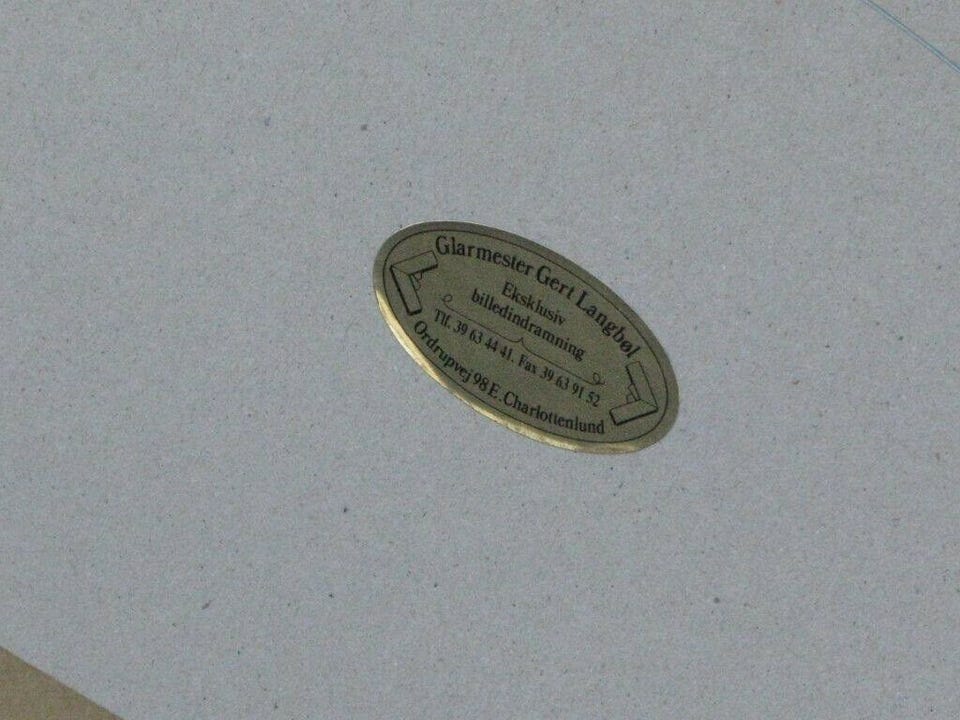 Glarmester Gert Langbøl
Eksklusiv
billedindramning
Tlf. 39 63 44 41. Fax 39 63 91 52
Ordrupvej 98 E. Charlottenlund